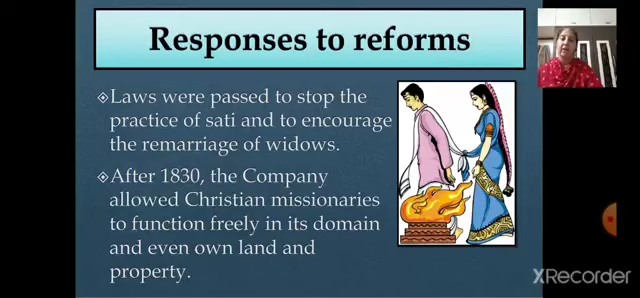 Responses to reforms
Laws were passed to stop the
practice of sati and to encourage
the remarriage of widows.
After 1830, the Company
allowed Christian missionaries
to function freely in its domain
and even own land and
property.
XRecorder